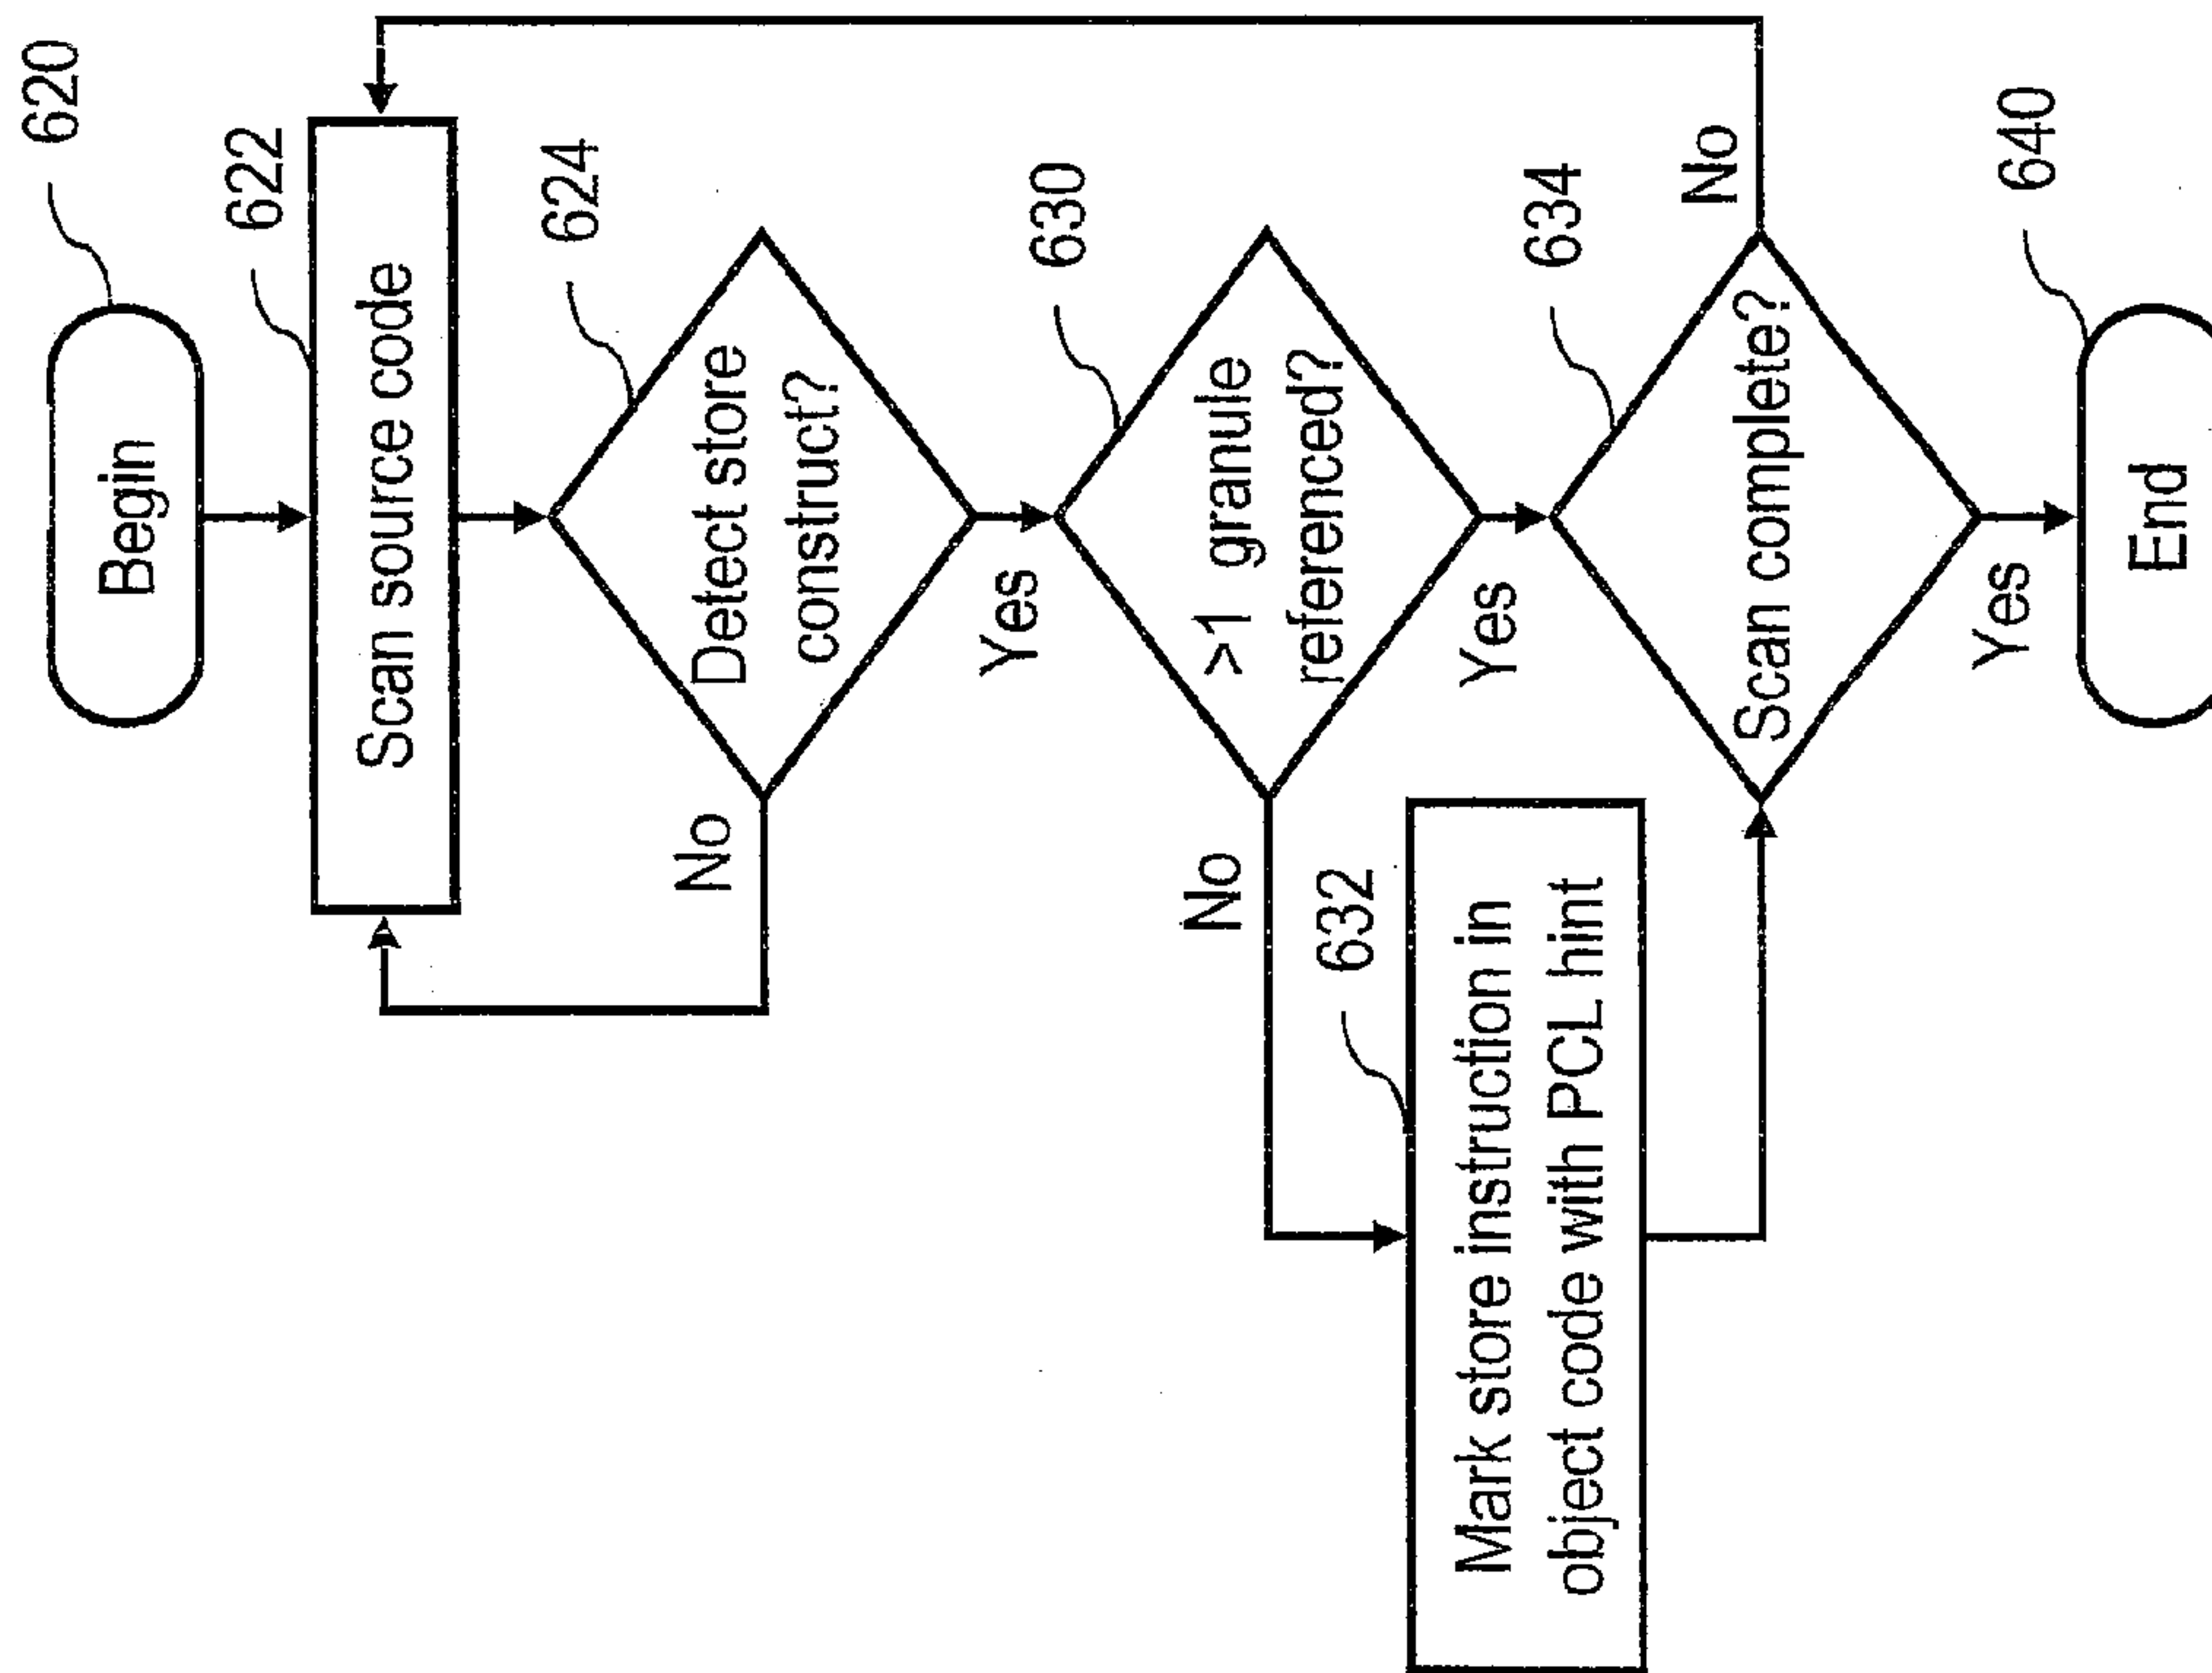 620
Begin
622
Scan source code
624
Detect store
construct?
No
Yes
630
>1 granule
referenced?
No
Yes
632
Mark store instruction in
object code with PCL hint
634
Scan complete?
No
Yes
640
End